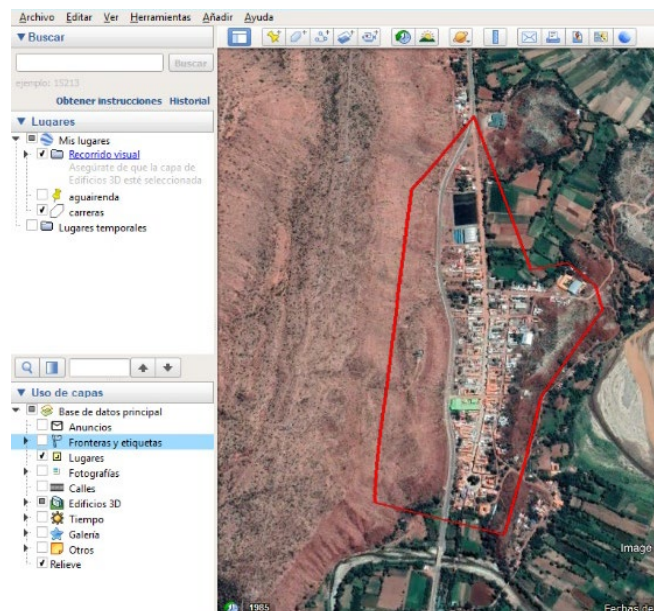 Archivo Editar Ver Herramientas Añadir Ayuda
Buscar
Buscar
ejemplo: 15213
Obtener instrucciones Historial
Lugares
Mis lugares
Recorrido visual
Asegúrate de que la capa de
Edificios 3D esté seleccionada
aguairenda
carreras
Lugares temporales
Uso de capas
Base de datos principal
Anuncios
Fronteras y etiquetas
Lugares
Fotografías
Calles
Edificios 3D
Tiempo
Galería
Otros
Relieve
Image
1985
Fechas de